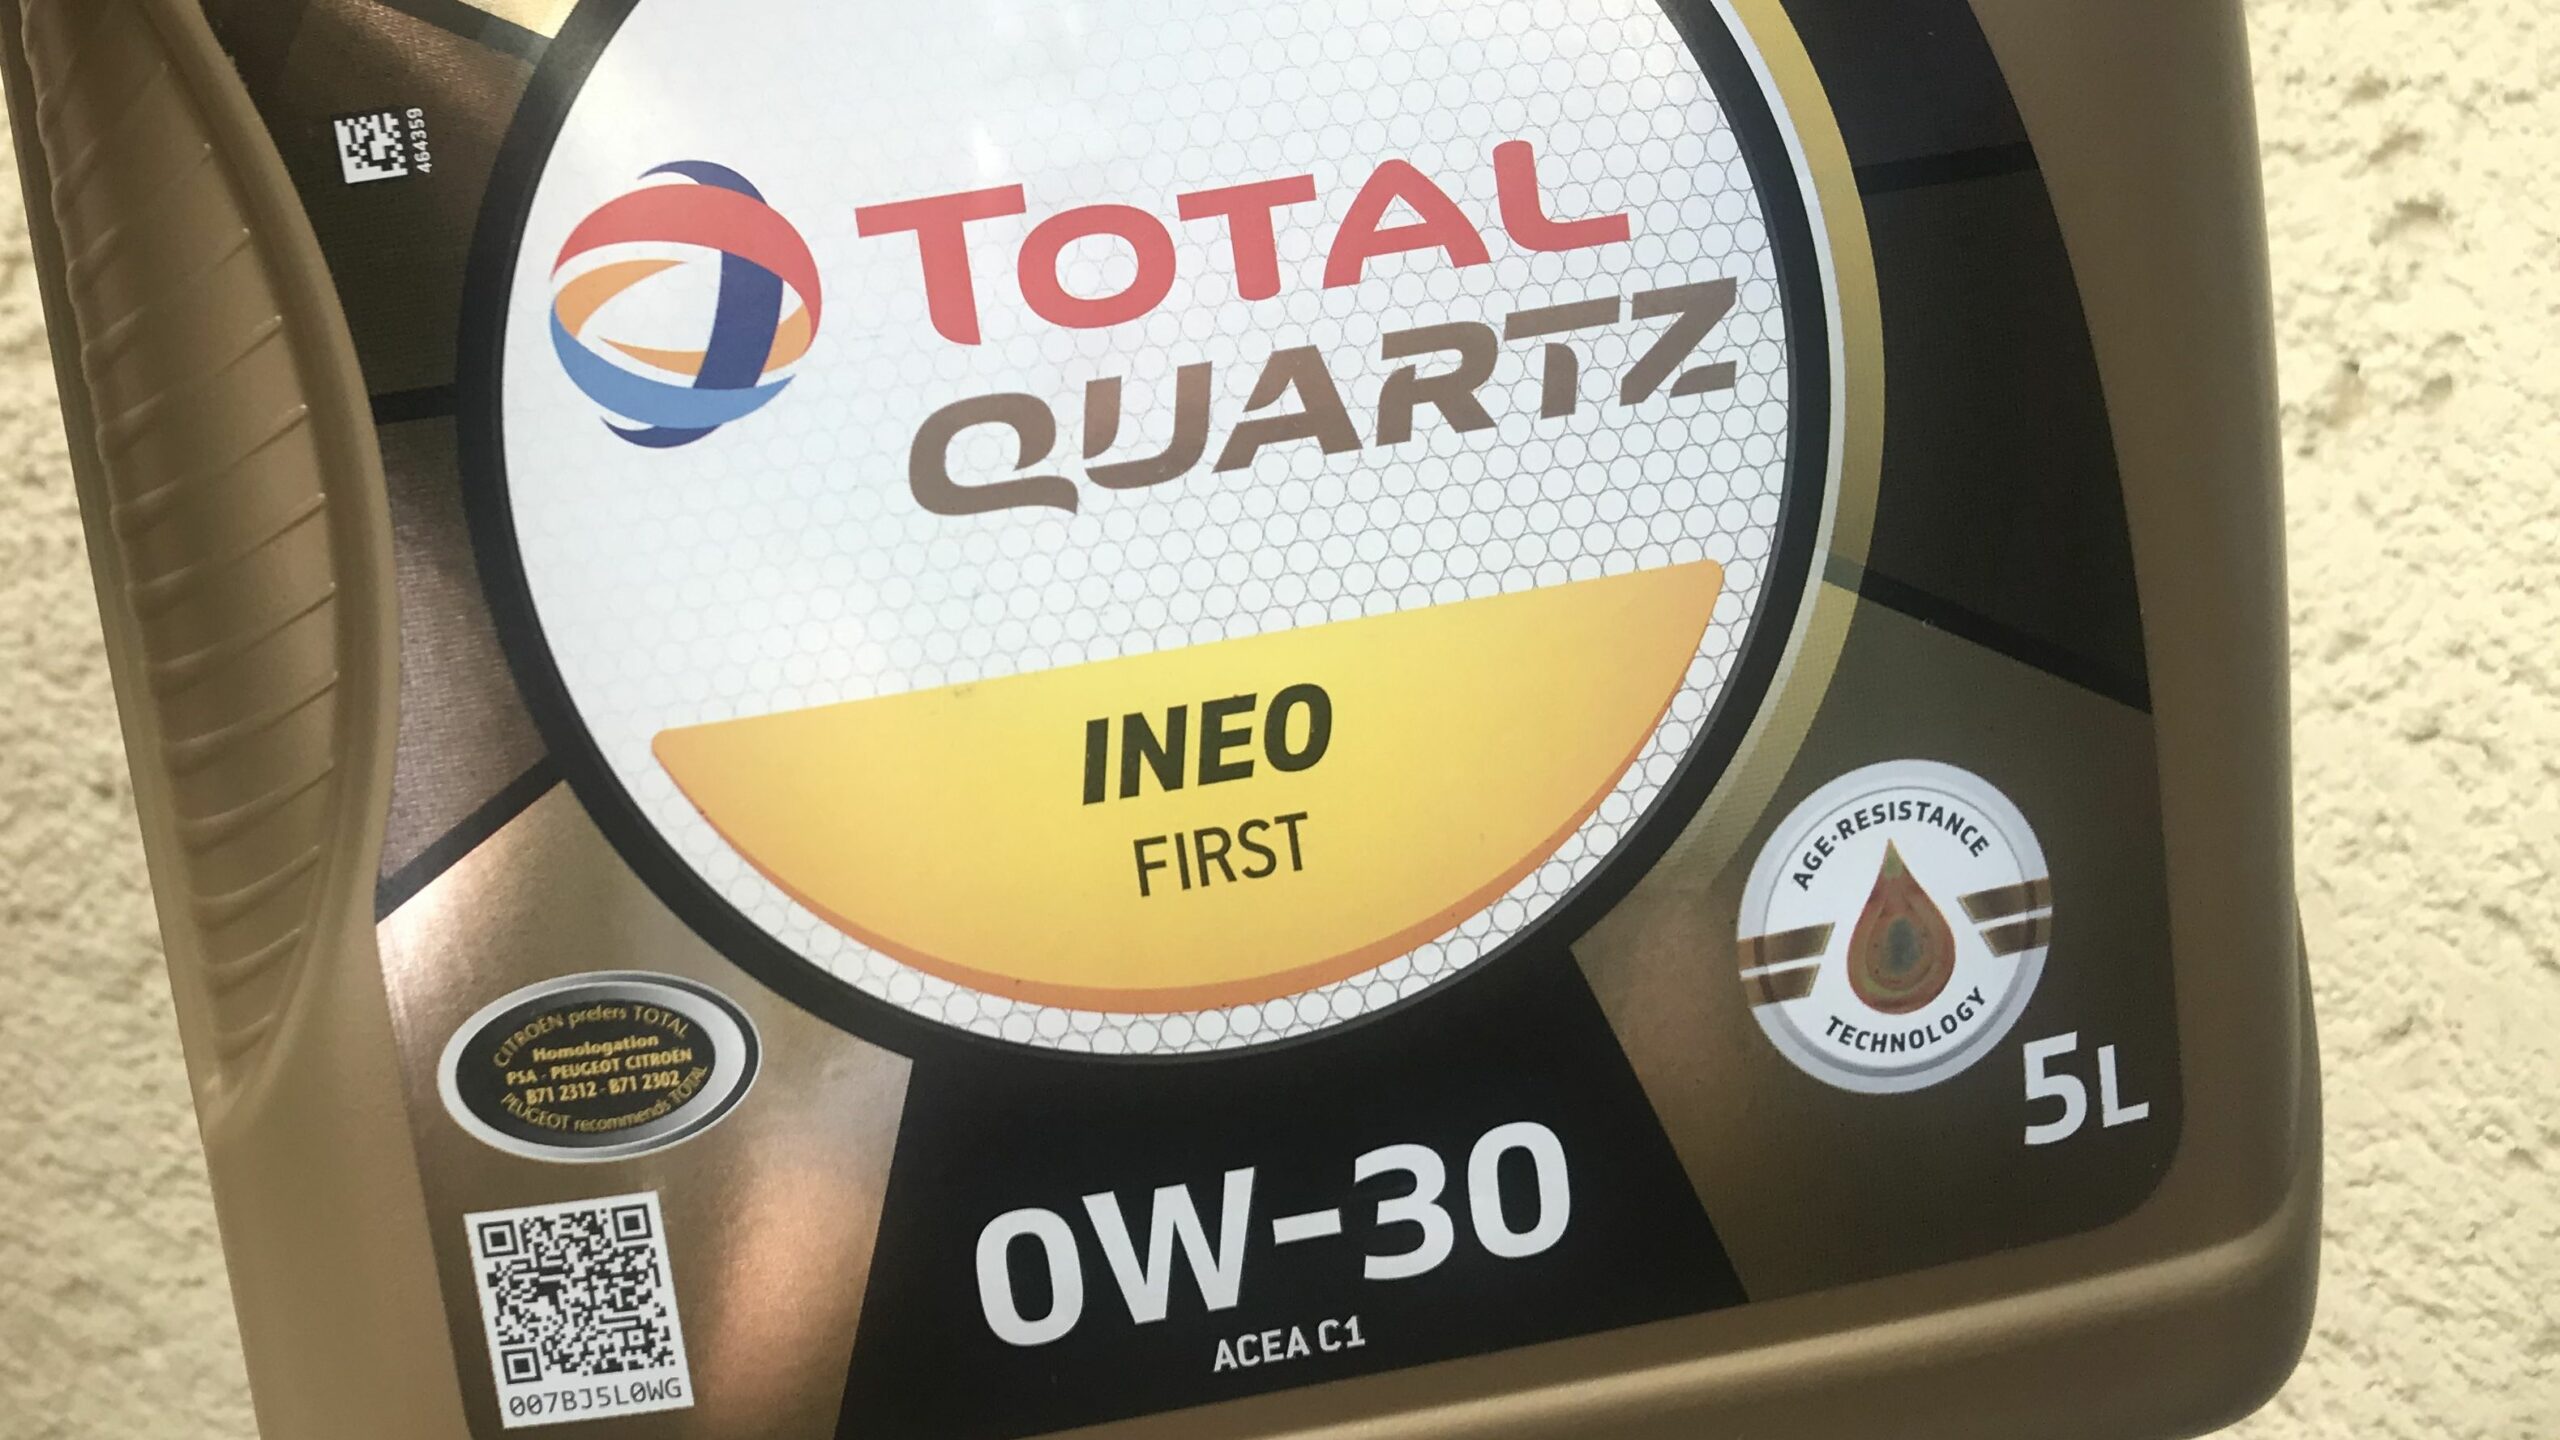 464359
TOTAL
QUARTZ
INEO
FIRST
AGE-RESISTANCE
TECHNOLOGY
CITROËN prefers TOTAL
Homologation
PSA - PEUGEOT CITROËN
B71 2312 - B71 2302
PEUGEOT recommends TOTAL
5L
0W-30
ACEA C1
007BJ5L0WG